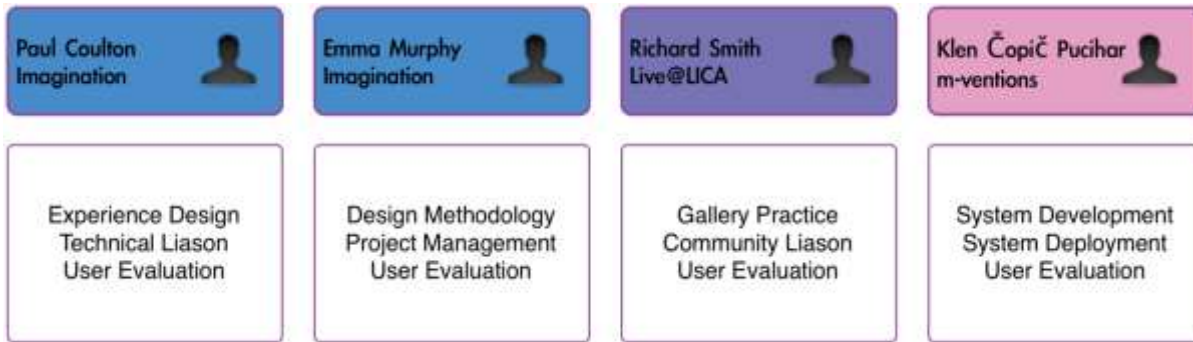 Paul Coulton
Imagination
Emma Murphy
Imagination
Richard Smith
Live@LICA
Klen Čopič Pucihar
m-ventions
Experience Design
Technical Liason
User Evaluation
Design Methodology
Project Management
User Evaluation
Gallery Practice
Community Liason
User Evaluation
System Development
System Deployment
User Evaluation